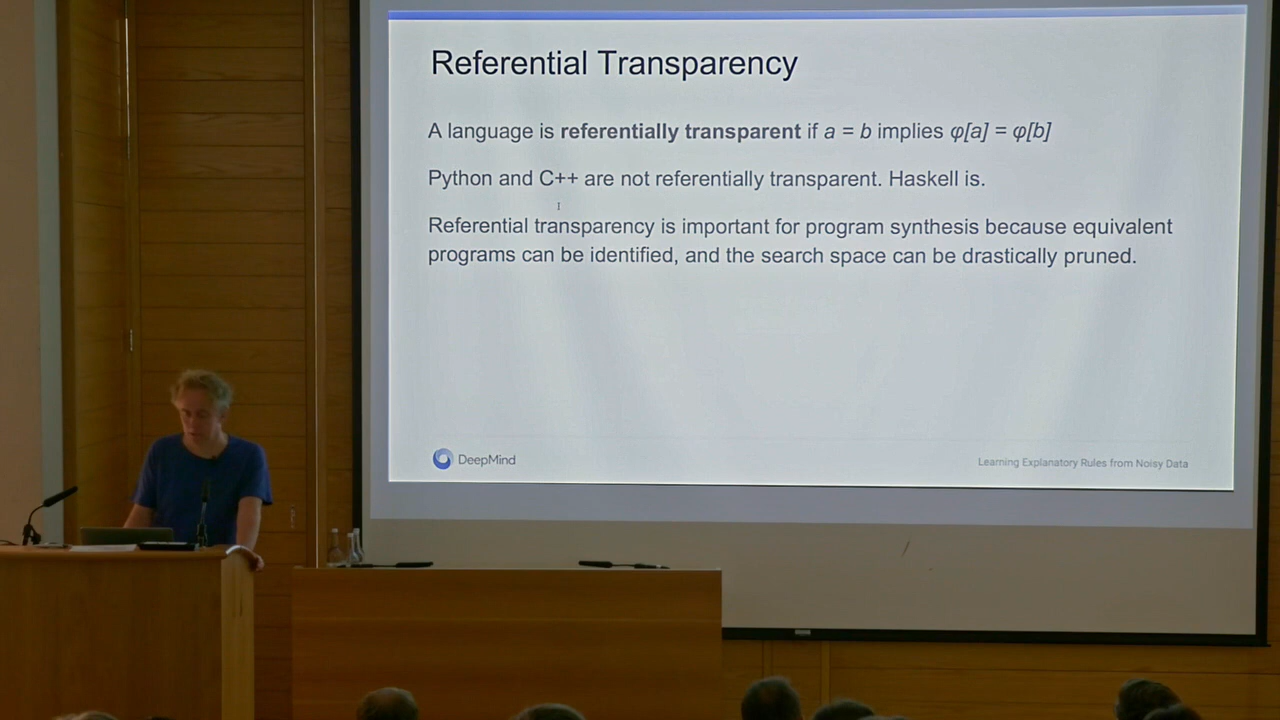 Referential Transparency
A language is referentially transparent if a = b implies φ[a] = φ[b]
Python and C++ are not referentially transparent. Haskell is.
Referential transparency is important for program synthesis because equivalent
programs can be identified, and the search space can be drastically pruned.
DeepMind
Learning Explanatory Rules from Noisy Data